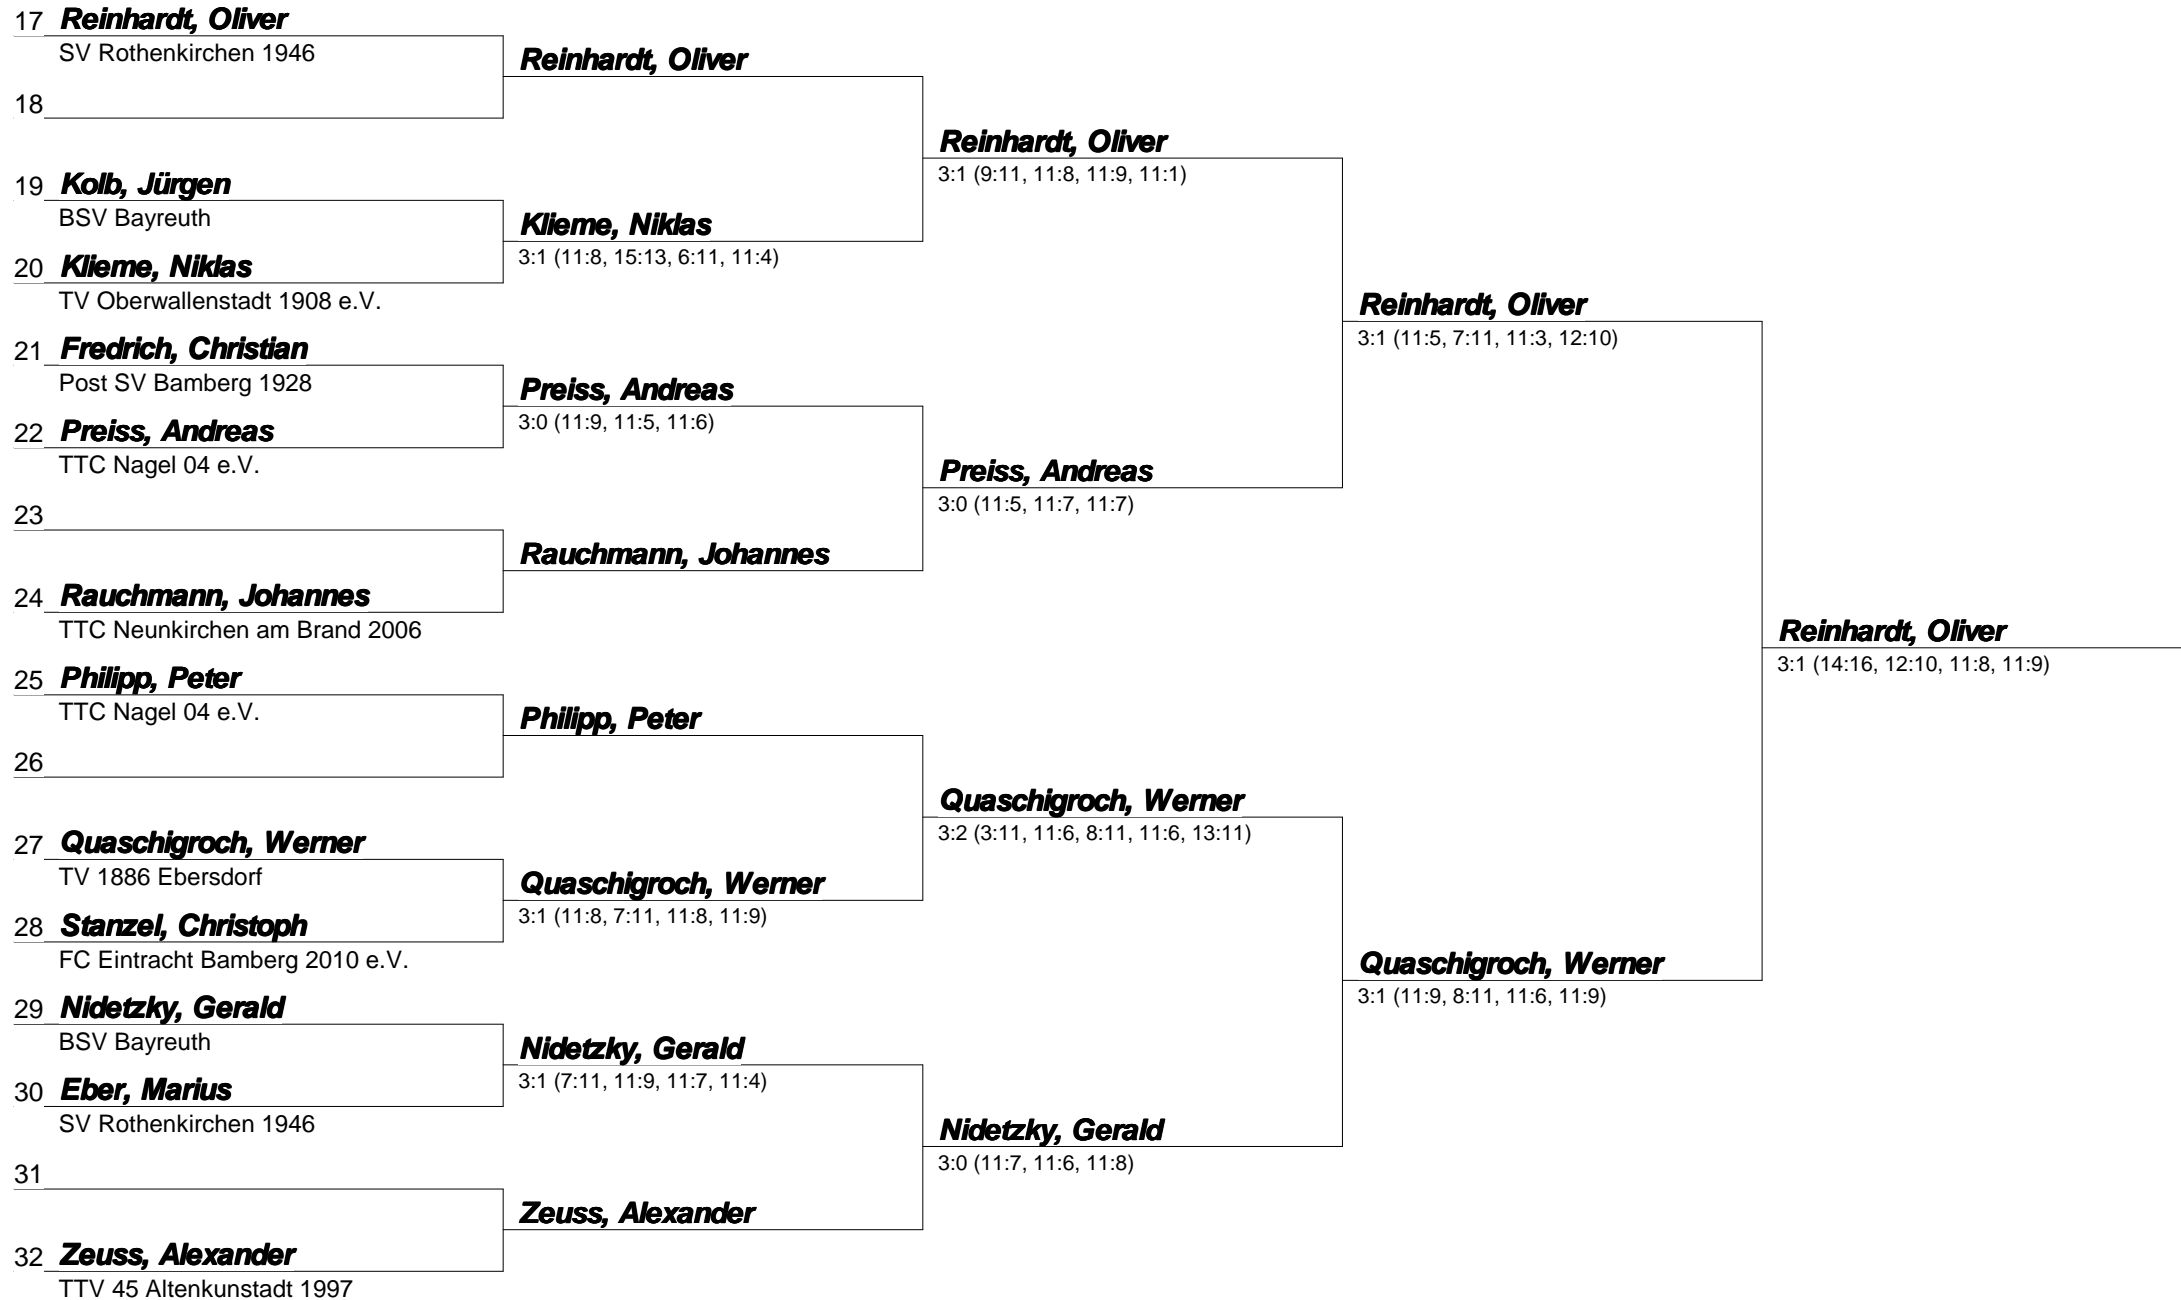 17 Reinhardt, Oliver
SV Rothenkirchen 1946
Reinhardt, Oliver
18
Reinhardt, Oliver
3:1 (9:11, 11:8, 11:9, 11:1)
19 Kolb, Jürgen
BSV Bayreuth
Klieme, Niklas
3:1 (11:8, 15:13, 6:11, 11:4)
20 Klieme, Niklas
TV Oberwallenstadt 1908 e.V.
Reinhardt, Oliver
3:1 (11:5, 7:11, 11:3, 12:10)
21 Fredrich, Christian
Post SV Bamberg 1928
Preiss, Andreas
3:0 (11:9, 11:5, 11:6)
22 Preiss, Andreas
TTC Nagel 04 e.V.
Preiss, Andreas
3:0 (11:5, 11:7, 11:7)
23
Rauchmann, Johannes
24 Rauchmann, Johannes
TTC Neunkirchen am Brand 2006
Reinhardt, Oliver
3:1 (14:16, 12:10, 11:8, 11:9)
25 Philipp, Peter
TTC Nagel 04 e.V.
Philipp, Peter
26
Quaschigroch, Werner
3:2 (3:11, 11:6, 8:11, 11:6, 13:11)
27 Quaschigroch, Werner
TV 1886 Ebersdorf
Quaschigroch, Werner
3:1 (11:8, 7:11, 11:8, 11:9)
28 Stanzel, Christoph
FC Eintracht Bamberg 2010 e.V.
Quaschigroch, Werner
3:1 (11:9, 8:11, 11:6, 11:9)
29 Nidetzky, Gerald
BSV Bayreuth
Nidetzky, Gerald
3:1 (7:11, 11:9, 11:7, 11:4)
30 Eber, Marius
SV Rothenkirchen 1946
Nidetzky, Gerald
3:0 (11:7, 11:6, 11:8)
31
Zeuss, Alexander
32 Zeuss, Alexander
TTV 45 Altenkunstadt 1997